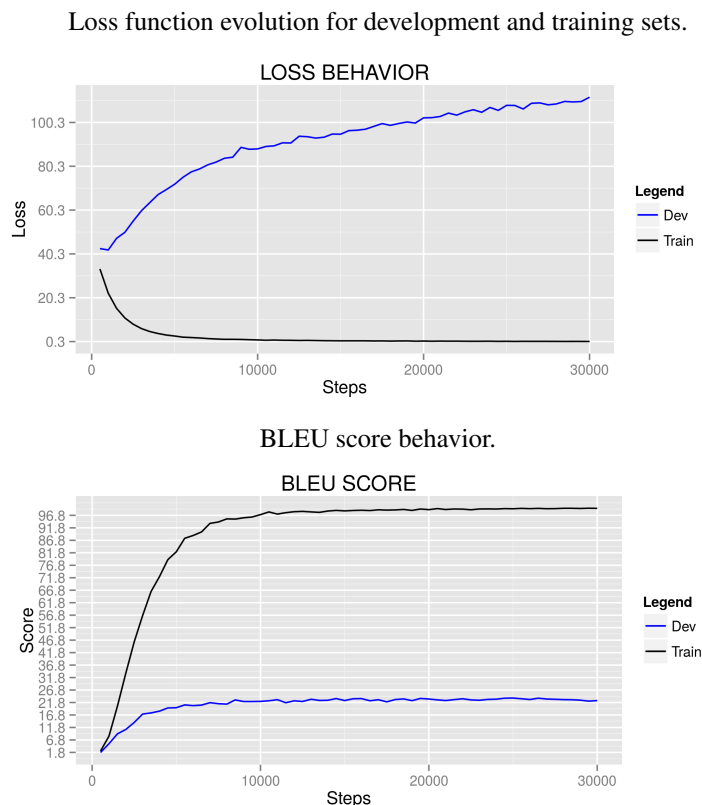 Loss function evolution for development and training sets.
LOSS BEHAVIOR
100.3
80.3
60.3
40.3
20.3
0.3
Loss
0 10000 20000 30000
Steps
Legend
Dev
Train
BLEU score behavior.
BLEU SCORE
96.8
91.8
86.8
81.8
76.8
71.8
66.8
61.8
56.8
51.8
46.8
41.8
36.8
31.8
26.8
21.8
16.8
11.8
6.8
1.8
Score
0 10000 20000 30000
Steps
Legend
Dev
Train